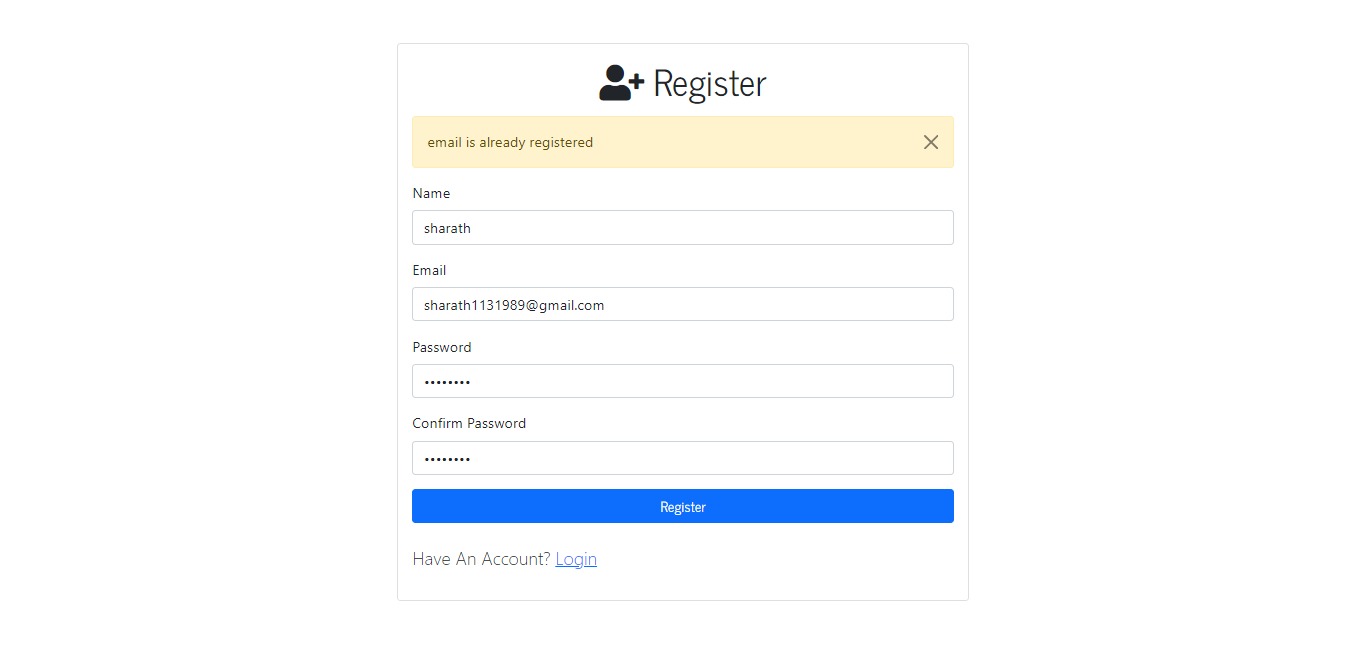 Register
email is already registered
Name
sharath
Email
sharath1131989@gmail.com
Password
••••••••
Confirm Password
••••••••
Register
Have An Account? Login